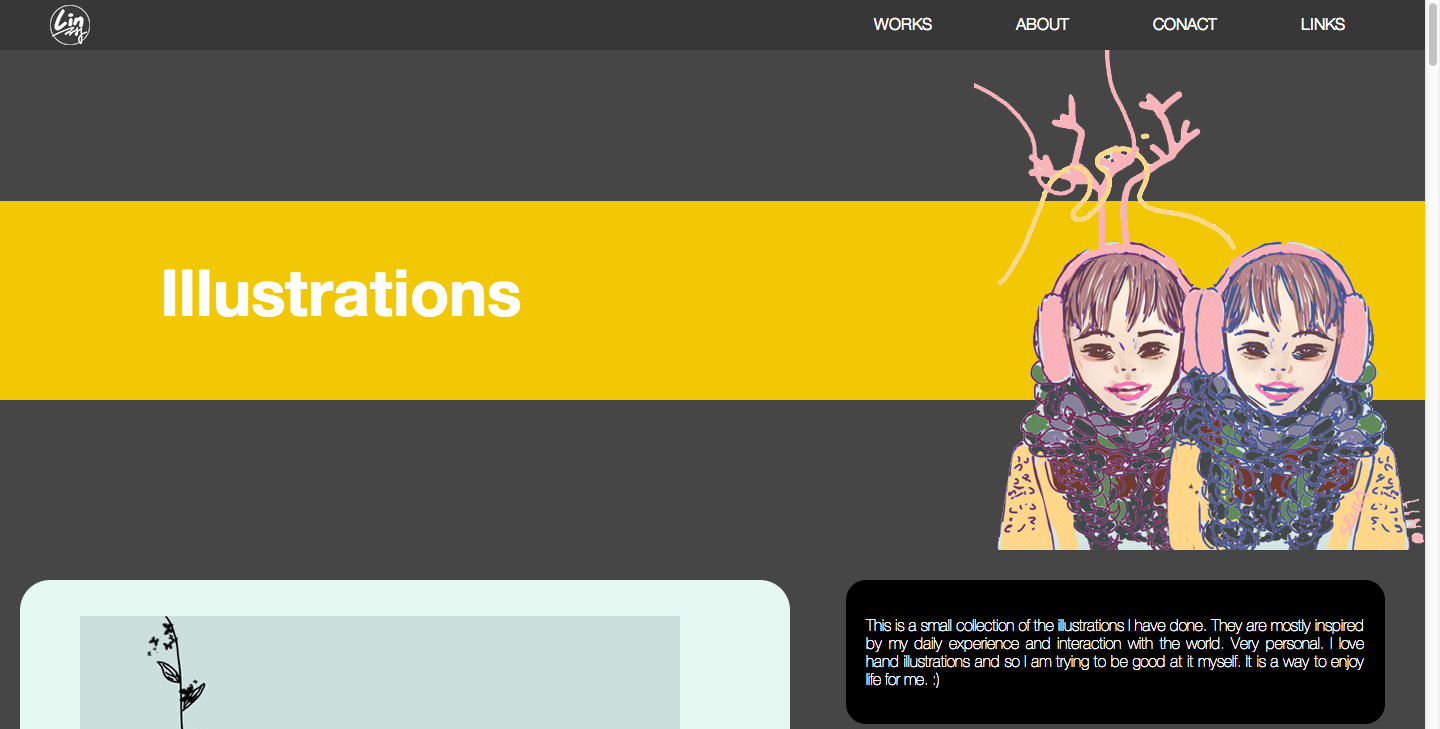 Lin
WORKS ABOUT CONACT LINKS
Illustrations
This is a small collection of the illustrations I have done. They are mostly inspired
by my daily experience and interaction with the world. Very personal. I love
hand illustrations and so I am trying to be good at it myself. It is a way to enjoy
life for me. :)